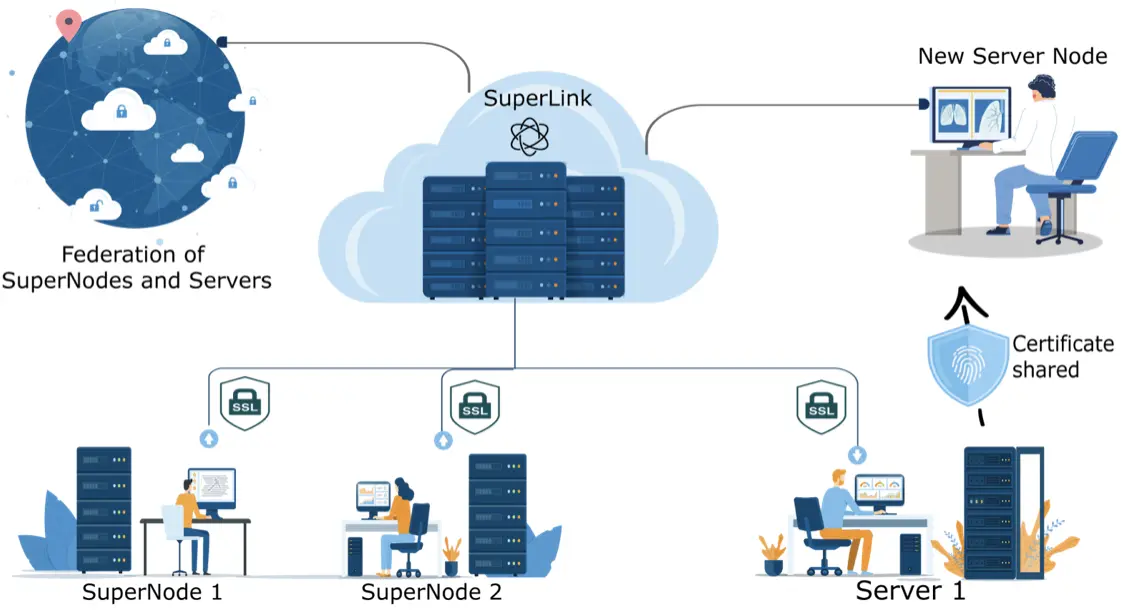 New Server Node
SuperLink
Federation of
SuperNodes and Servers
Certificate
shared
SSL
SSL
SSL
SuperNode 1
SuperNode 2
Server 1